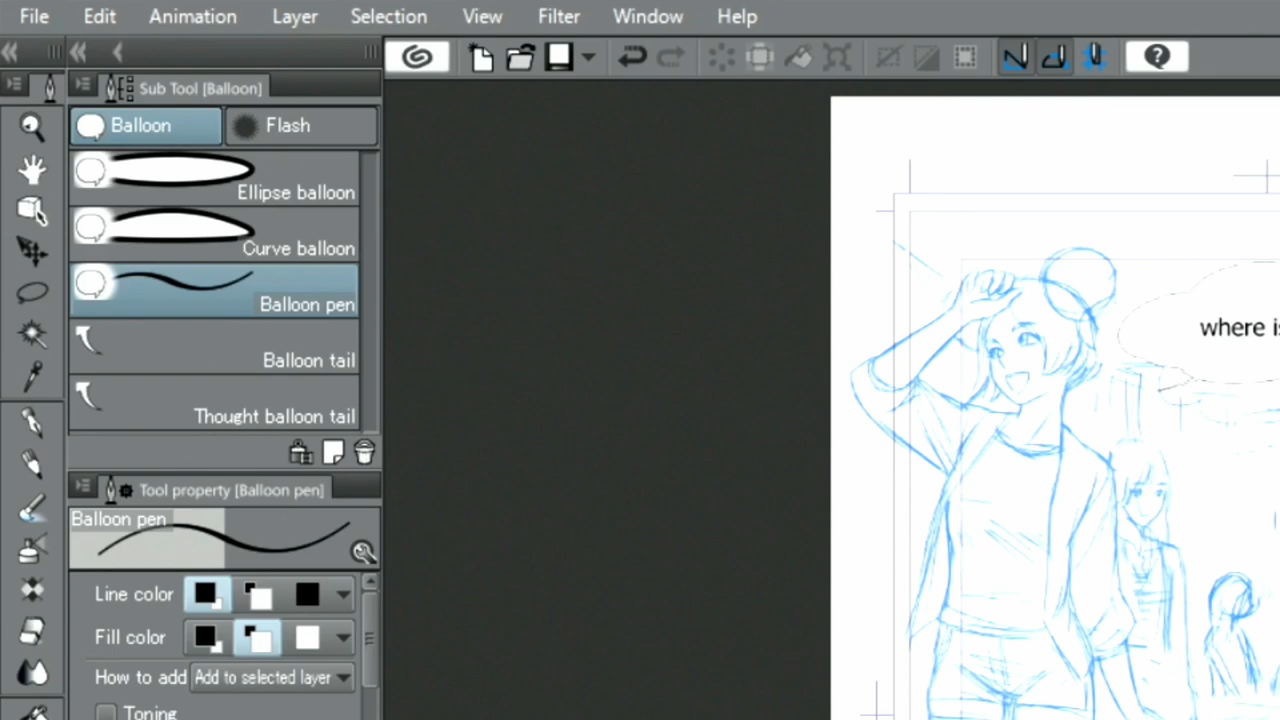 File Edit Animation Layer Selection View Filter Window Help
Sub Tool [Balloon]
Balloon Flash
Ellipse balloon
Curve balloon
Balloon pen
Balloon tail
Thought balloon tail
Tool property [Balloon pen]
Balloon pen
Line color
Fill color
How to add Add to selected layer
Toning
where is